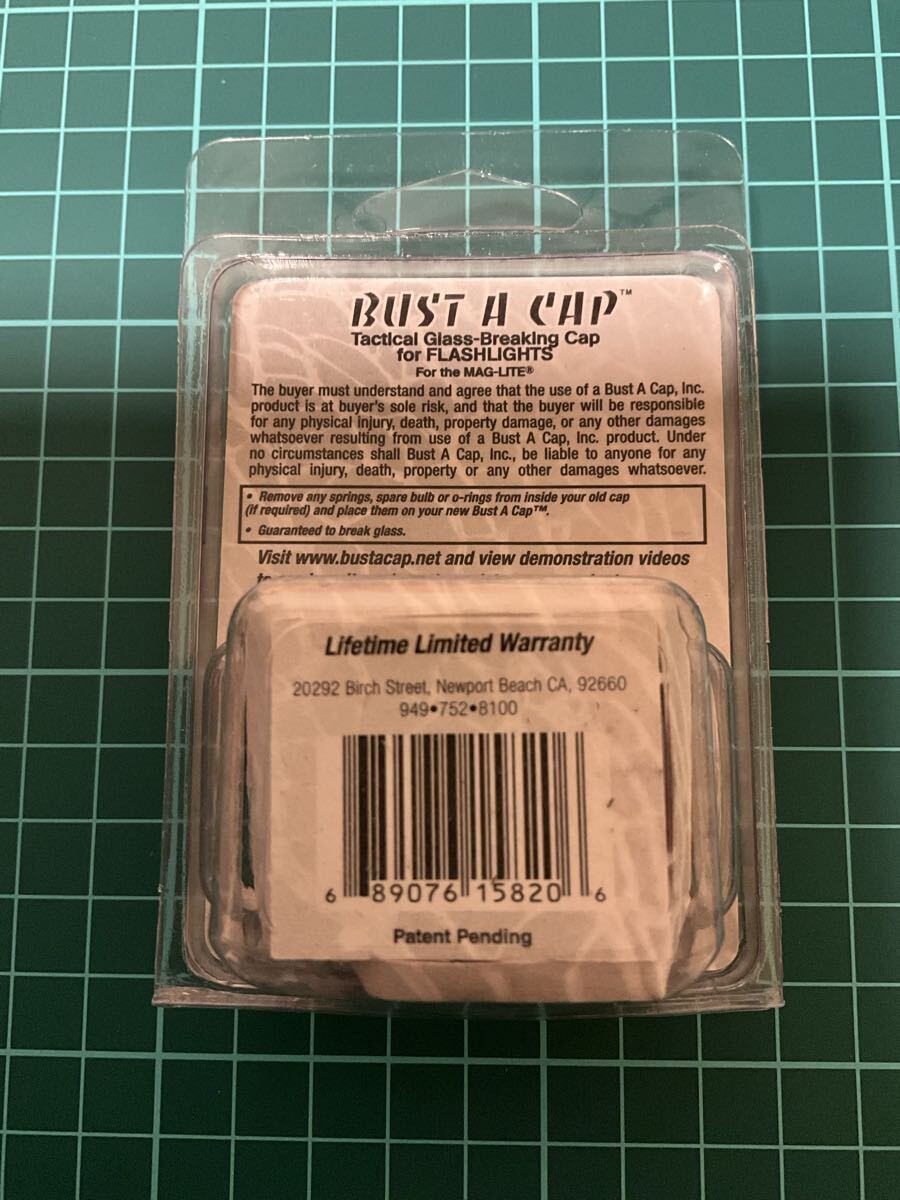 BUST A CAP™
Tactical Glass-Breaking Cap
for FLASHLIGHTS
For the MAG-LITE®
The buyer must understand and agree that the use of a Bust A Cap, Inc.
product is at buyer's sole risk, and that the buyer will be responsible
for any physical injury, death, property damage, or any other damages
whatsoever resulting from use of a Bust A Cap, Inc. product. Under
no circumstances shall Bust A Cap, Inc., be liable to anyone for any
physical injury, death, property or any other damages whatsoever.
• Remove any springs, spare bulb or o-rings from inside your old cap
(if required) and place them on your new Bust A Cap™.
• Guaranteed to break glass.
Visit www.bustacap.net and view demonstration videos
Lifetime Limited Warranty
20292 Birch Street, Newport Beach CA, 92660
949•752•8100
6 89076 15820 6
Patent Pending